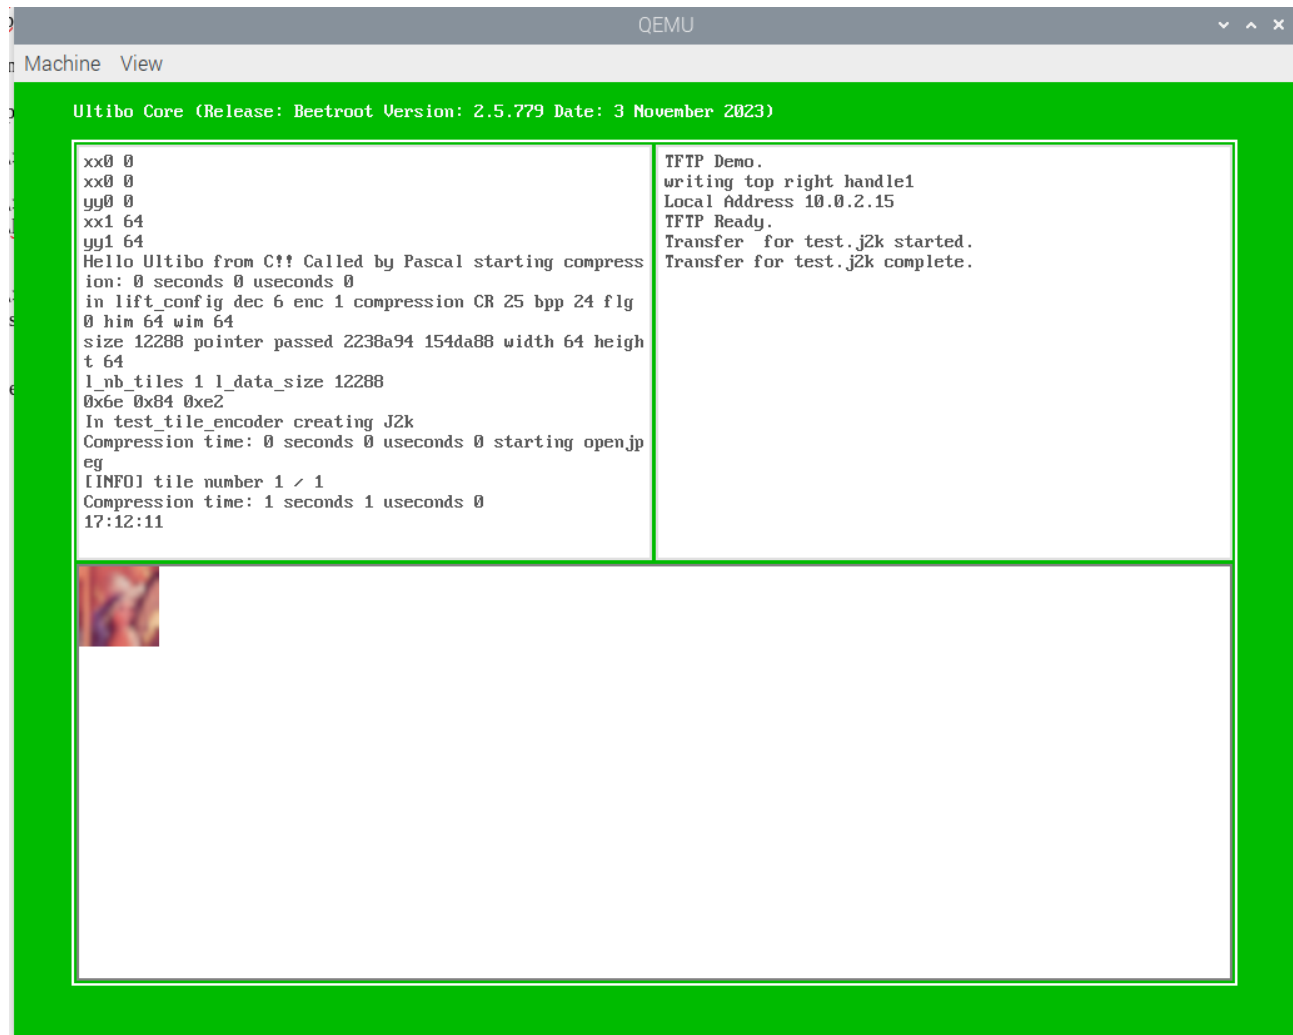 QEMU
Machine View
Ultibo Core (Release: Beetroot Version: 2.5.779 Date: 3 November 2023)
xx0 0
xx0 0
yy0 0
xx1 64
yy1 64
Hello Ultibo from C!! Called by Pascal starting compress
ion: 0 seconds 0 useconds 0
in lift_config dec 6 enc 1 compression CR 25 bpp 24 flg
0 him 64 wim 64
size 12288 pointer passed 2238a94 154da88 width 64 heigh
t 64
l_nb_tiles 1 l_data_size 12288
0x6e 0x84 0xe2
In test_tile_encoder creating J2k
Compression time: 0 seconds 0 useconds 0 starting openjp
eg
[INFO] tile number 1 / 1
Compression time: 1 seconds 1 useconds 0
17:12:11
TFTP Demo.
writing top right handle1
Local Address 10.0.2.15
TFTP Ready.
Transfer  for test.j2k started.
Transfer for test.j2k complete.